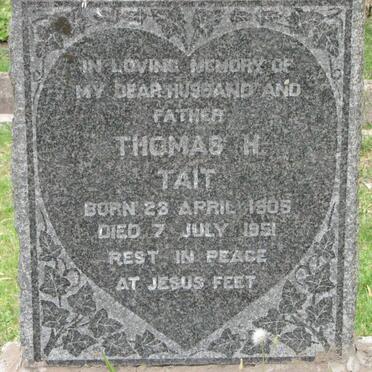 IN LOVING MEMORY OF
MY DEAR HUSBAND AND
FATHER
THOMAS H.
TAIT
BORN 23 APRIL 1905
DIED 7 JULY 1951
REST IN PEACE
AT JESUS FEET